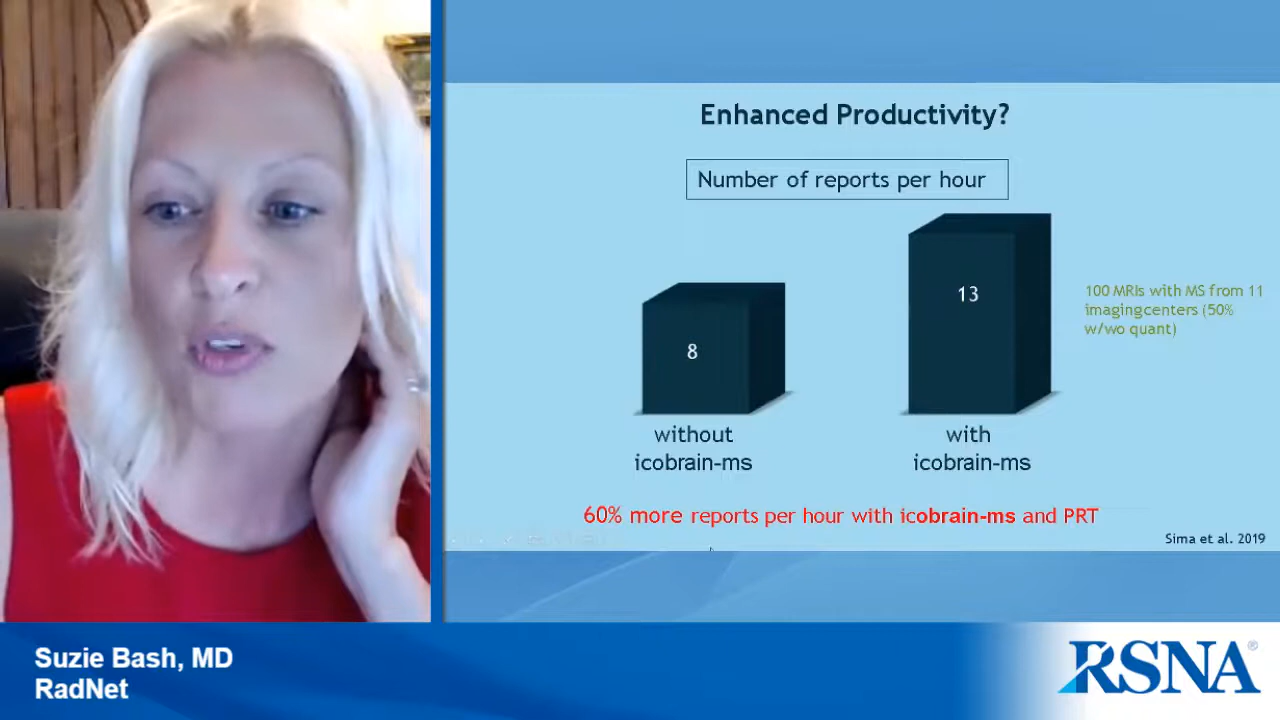 Enhanced Productivity?
Number of reports per hour
8
13
100 MRIs with MS from 11
imagingcenters (50%
w/wo quant)
without
icobrain-ms
with
icobrain-ms
60% more reports per hour with icobrain-ms and PRT
Sima et al. 2019
Suzie Bash, MD
RadNet
RSNA®